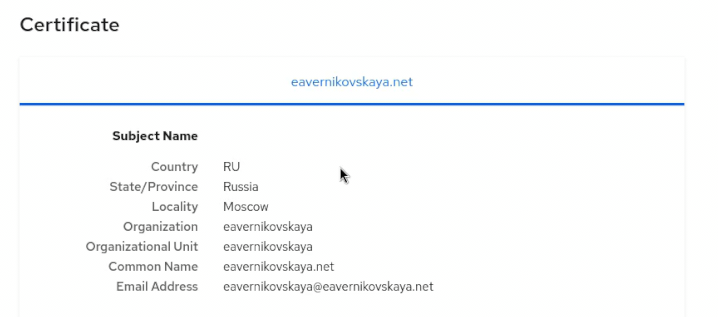 Certificate
eavernikovskaya.net
Subject Name
Country RU
State/Province Russia
Locality Moscow
Organization eavernikovskaya
Organizational Unit eavernikovskaya
Common Name eavernikovskaya.net
Email Address eavernikovskaya@eavernikovskaya.net